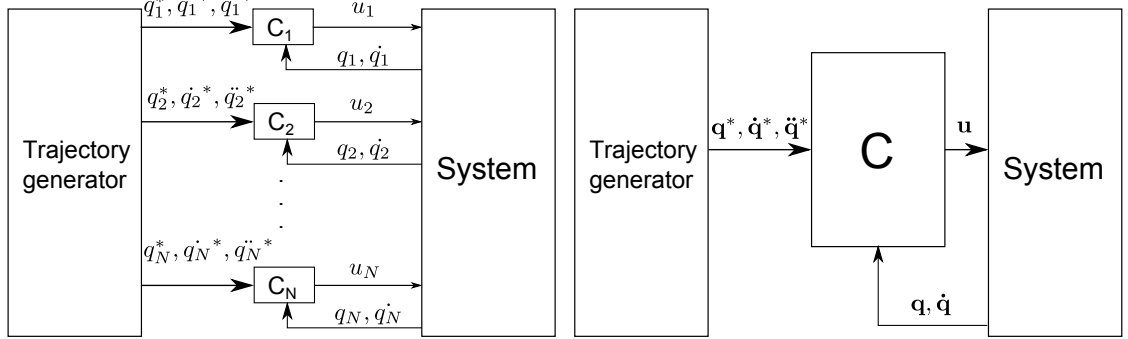 q₁*, q̇₁*, q̈₁*
C₁
u₁
q₁, q̇₁
q₂*, q̇₂*, q̈₂*
C₂
u₂
q₂, q̇₂
Trajectory
generator
System
q_N*, q̇_N*, q̈_N*
C_N
u_N
q_N, q̇_N
Trajectory
generator
q*, q̇*, q̈*
C
u
System
q, q̇